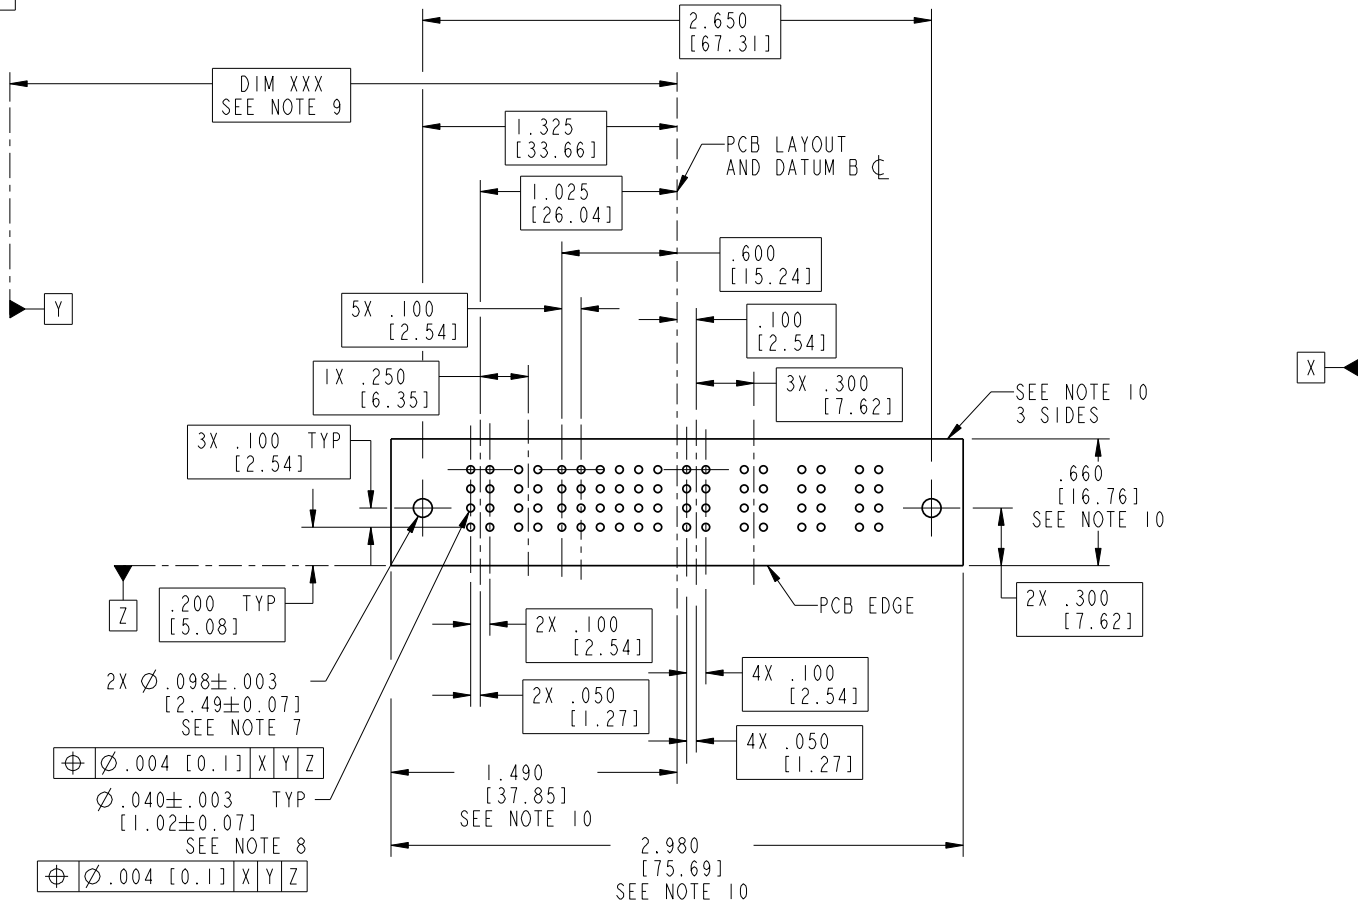 2.650
[67.31]
DIM XXX
SEE NOTE 9
1.325
[33.66]
PCB LAYOUT
AND DATUM B ℄
1.025
[26.04]
.600
[15.24]
Y
5X .100
[2.54]
.100
[2.54]
X
1X .250
[6.35]
3X .300
[7.62]
SEE NOTE 10
3 SIDES
3X .100 TYP
[2.54]
.660
[16.76]
SEE NOTE 10
Z
.200 TYP
[5.08]
PCB EDGE
2X .300
[7.62]
2X .100
[2.54]
2X Ø.098±.003
[2.49±0.07]
SEE NOTE 7
4X .100
[2.54]
2X .050
[1.27]
4X .050
[1.27]
⌖ Ø.004 [0.1] X Y Z
1.490
[37.85]
SEE NOTE 10
Ø.040±.003 TYP
[1.02±0.07]
SEE NOTE 8
⌖ Ø.004 [0.1] X Y Z
2.980
[75.69]
SEE NOTE 10